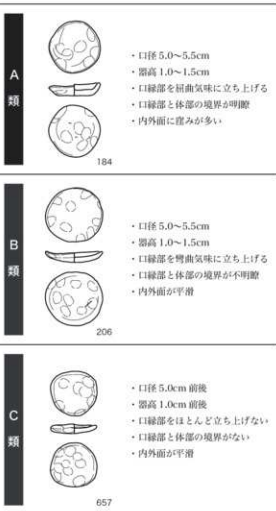 A類
・口径 5.0〜5.5cm
・器高 1.0〜1.5cm
・口縁部を屈曲気味に立ち上げる
・口縁部と体部の境界が明瞭
・内外面に窪みが多い
184
B類
・口径 5.0〜5.5cm
・器高 1.0〜1.5cm
・口縁部を彎曲気味に立ち上げる
・口縁部と体部の境界が不明瞭
・内外面が平滑
206
C類
・口径 5.0cm 前後
・器高 1.0cm 前後
・口縁部をほとんど立ち上げない
・口縁部と体部の境界がない
・内外面が平滑
657